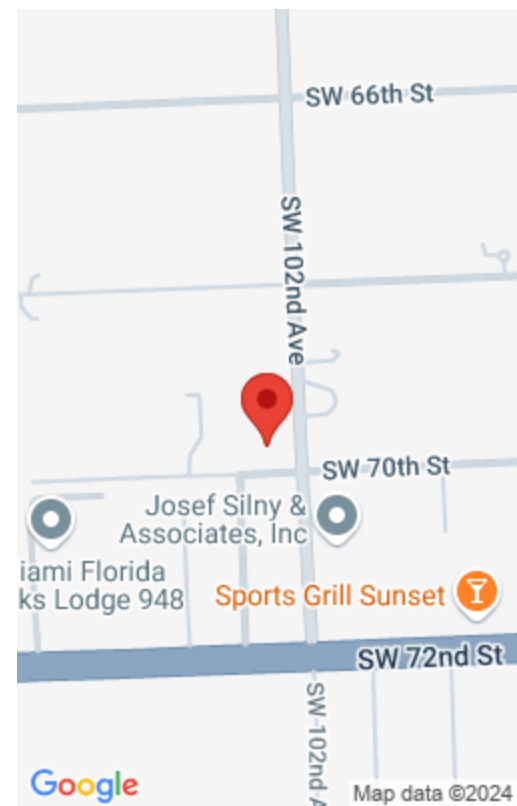 SW 66th St
SW 102nd Ave
SW 70th St
Josef Silny &
Associates, Inc
iami Florida
ks Lodge 948
Sports Grill Sunset
SW 72nd St
SW 102nd A
Google
Map data ©2024